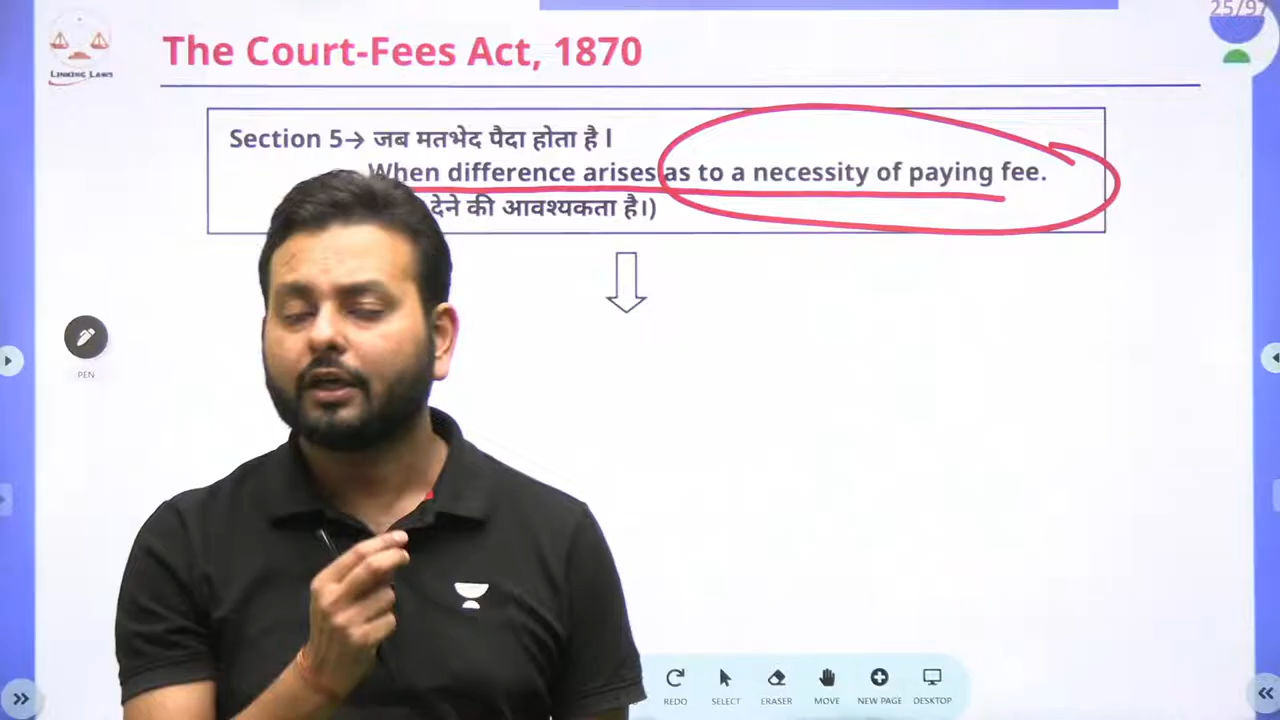 25/97
LINKING LAWS
The Court-Fees Act, 1870
Section 5→ जब मतभेद पैदा होता है l
When difference arises as to a necessity of paying fee.
देने की आवश्यकता है।)
PEN
REDO
SELECT
ERASER
MOVE
NEW PAGE
DESKTOP